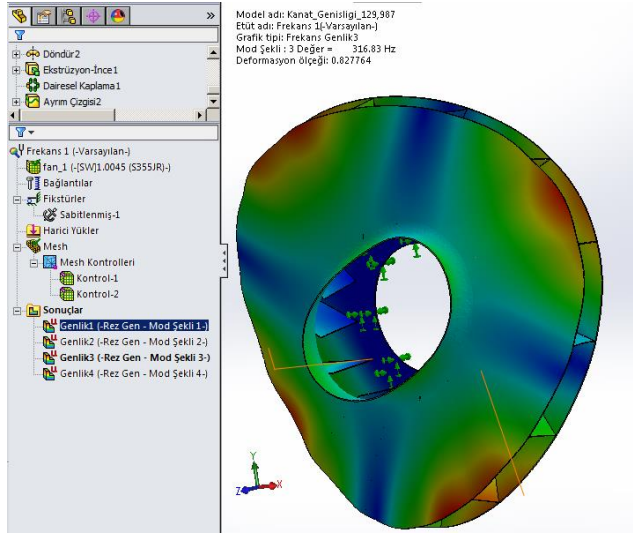 »
Döndür2
Ekstrüzyon-İnce1
Dairesel Kaplama1
Ayrım Çizgisi2
Frekans 1 (-Varsayılan-)
fan_1 (-[SW]1.0045 (S355JR)-)
Bağlantılar
Fikstürler
Sabitlenmiş-1
Harici Yükler
Mesh
Mesh Kontrolleri
Kontrol-1
Kontrol-2
Sonuçlar
Genlik1 (-Rez Gen - Mod Şekli 1-)
Genlik2 (-Rez Gen - Mod Şekli 2-)
Genlik3 (-Rez Gen - Mod Şekli 3-)
Genlik4 (-Rez Gen - Mod Şekli 4-)
Model adı: Kanat_Genisligi_129,987
Etüt adı: Frekans 1(-Varsayılan-)
Grafik tipi: Frekans Genlik3
Mod Şekli : 3 Değer = 316.83 Hz
Deformasyon ölçeği: 0.827764
Y
Z
X